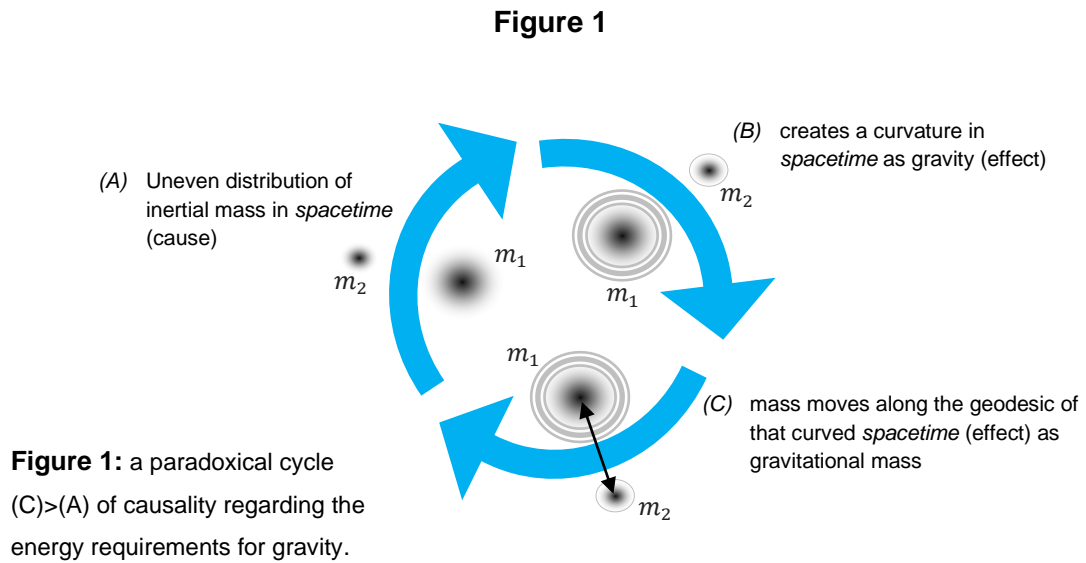 Figure 1
(A) Uneven distribution of
inertial mass in spacetime
(cause)
m₂
m₁
(B) creates a curvature in
spacetime as gravity (effect)
m₂
m₁
m₁
(C) mass moves along the geodesic of
that curved spacetime (effect) as
gravitational mass
m₂
Figure 1: a paradoxical cycle
(C)>(A) of causality regarding the
energy requirements for gravity.